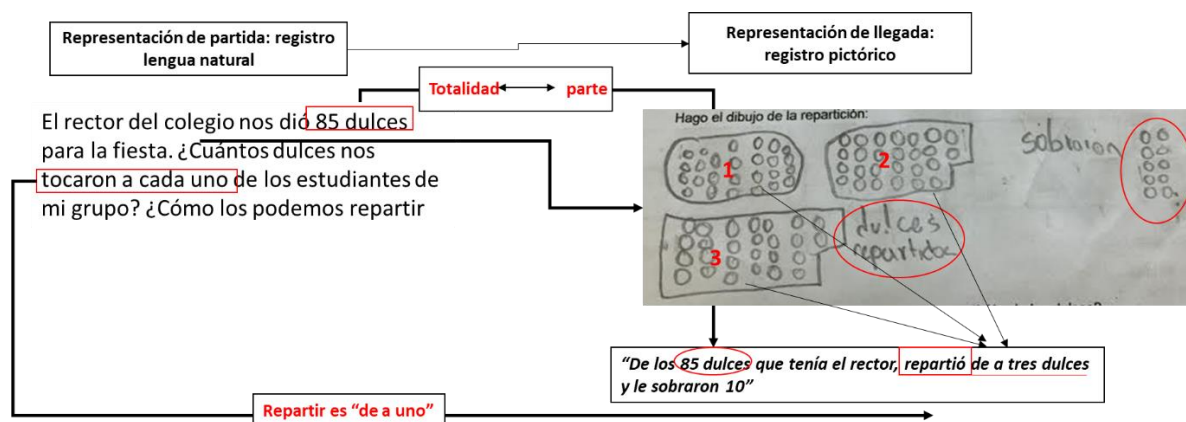 Representación de partida: registro
lengua natural
Representación de llegada:
registro pictórico
Totalidad parte
El rector del colegio nos dió 85 dulces
para la fiesta. ¿Cuántos dulces nos
tocaron a cada uno de los estudiantes de
mi grupo? ¿Cómo los podemos repartir
Hago el dibujo de la repartición:
1
2
sobraron
3
dulces
repartidos
“De los 85 dulces que tenía el rector, repartió de a tres dulces
y le sobraron 10”
Repartir es “de a uno”